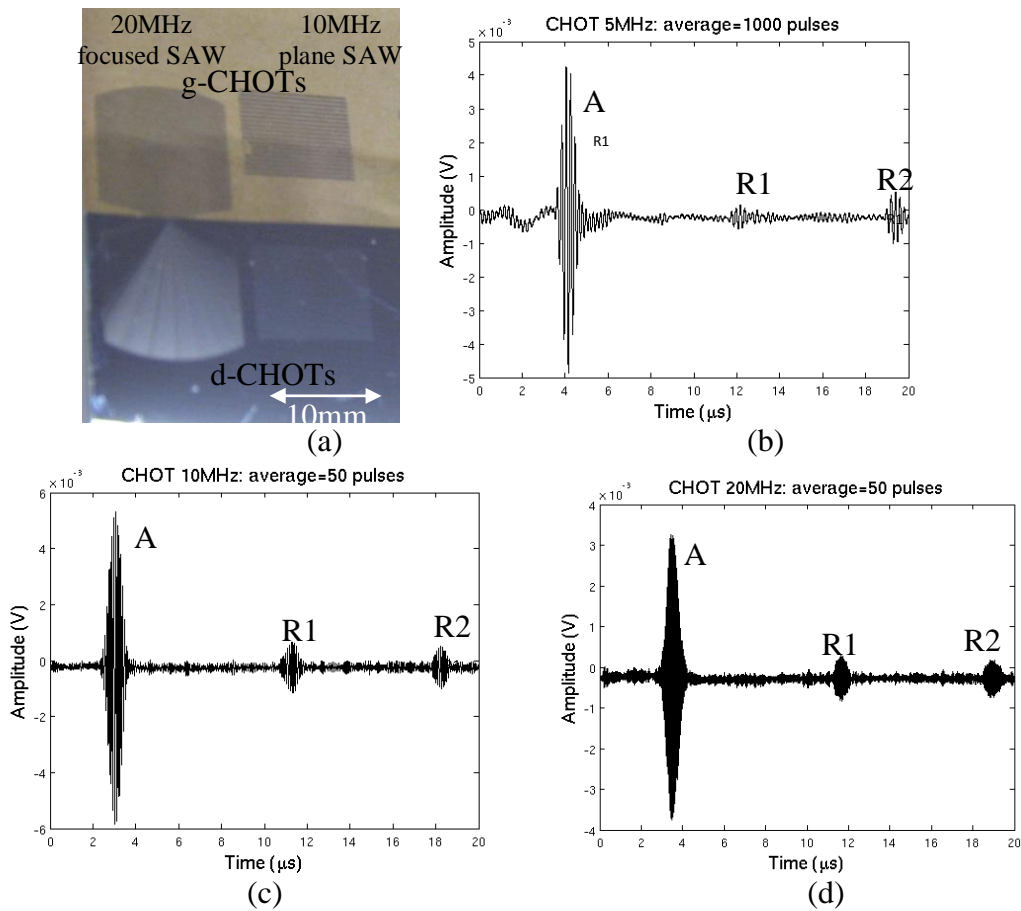 20MHz
focused SAW
10MHz
plane SAW
g-CHOTs
d-CHOTs
10mm
(a)
CHOT 5MHz: average=1000 pulses
×10⁻³
5
4
3
2
1
0
-1
-2
-3
-4
-5
Amplitude (V)
A
R1
R1
R2
0 2 4 6 8 10 12 14 16 18 20
Time (μs)
(b)
CHOT 10MHz: average=50 pulses
×10⁻³
6
4
2
0
-2
-4
-6
Amplitude (V)
A
R1
R2
0 2 4 6 8 10 12 14 16 18 20
Time (μs)
(c)
CHOT 20MHz: average=50 pulses
×10⁻³
4
3
2
1
0
-1
-2
-3
-4
Amplitude (V)
A
R1
R2
0 2 4 6 8 10 12 14 16 18 20
Time (μs)
(d)